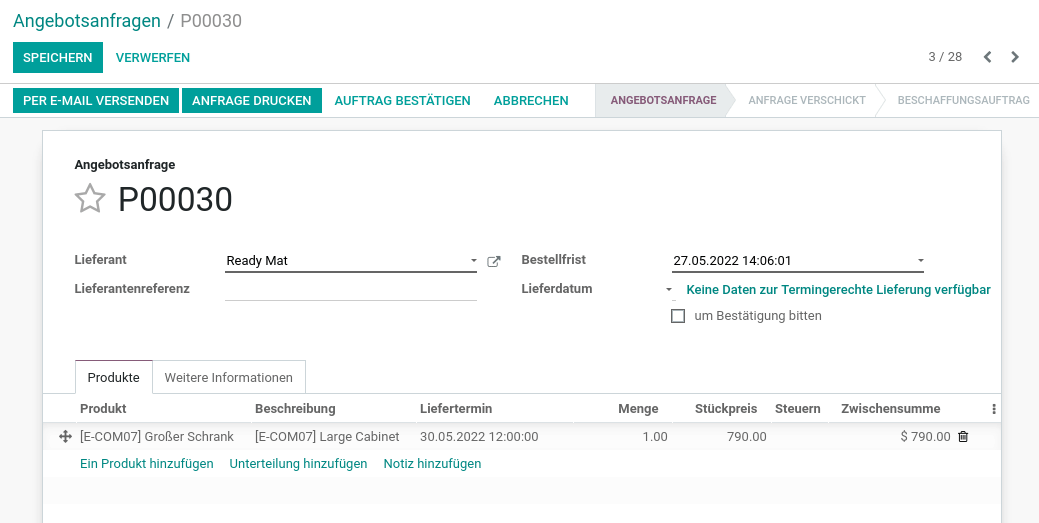 Angebotsanfragen / P00030
SPEICHERN VERWERFEN 3 / 28
PER E-MAIL VERSENDEN ANFRAGE DRUCKEN AUFTRAG BESTÄTIGEN ABBRECHEN ANGEBOTSANFRAGE ANFRAGE VERSCHICKT BESCHAFFUNGSAUFTRAG
Angebotsanfrage
P00030
Lieferant Ready Mat Bestellfrist 27.05.2022 14:06:01
Lieferantenreferenz Lieferdatum Keine Daten zur Termingerechte Lieferung verfügbar
um Bestätigung bitten
Produkte Weitere Informationen
Produkt Beschreibung Liefertermin Menge Stückpreis Steuern Zwischensumme
[E-COM07] Großer Schrank [E-COM07] Large Cabinet 30.05.2022 12:00:00 1.00 790.00 $ 790.00
Ein Produkt hinzufügen Unterteilung hinzufügen Notiz hinzufügen